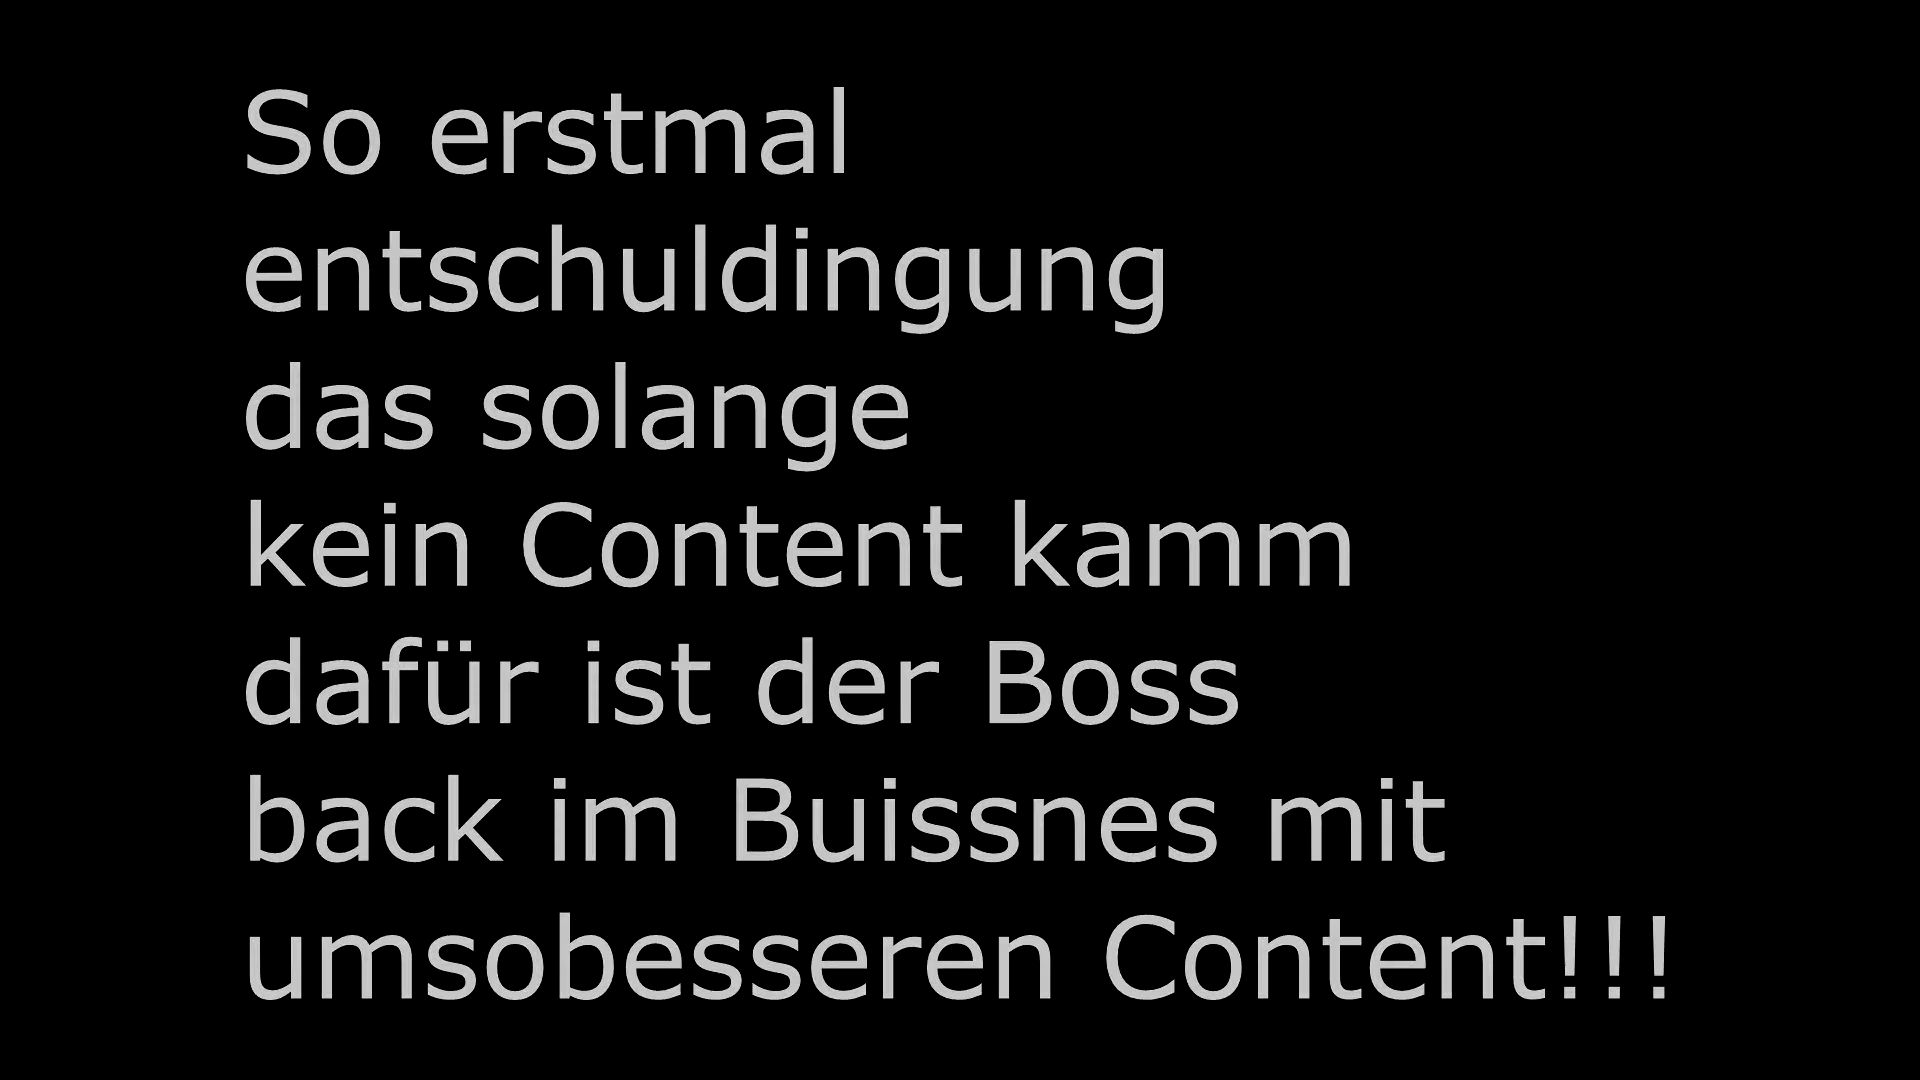 So erstmal
entschuldingung
das solange
kein Content kamm
dafür ist der Boss
back im Buissnes mit
umsobesseren Content!!!